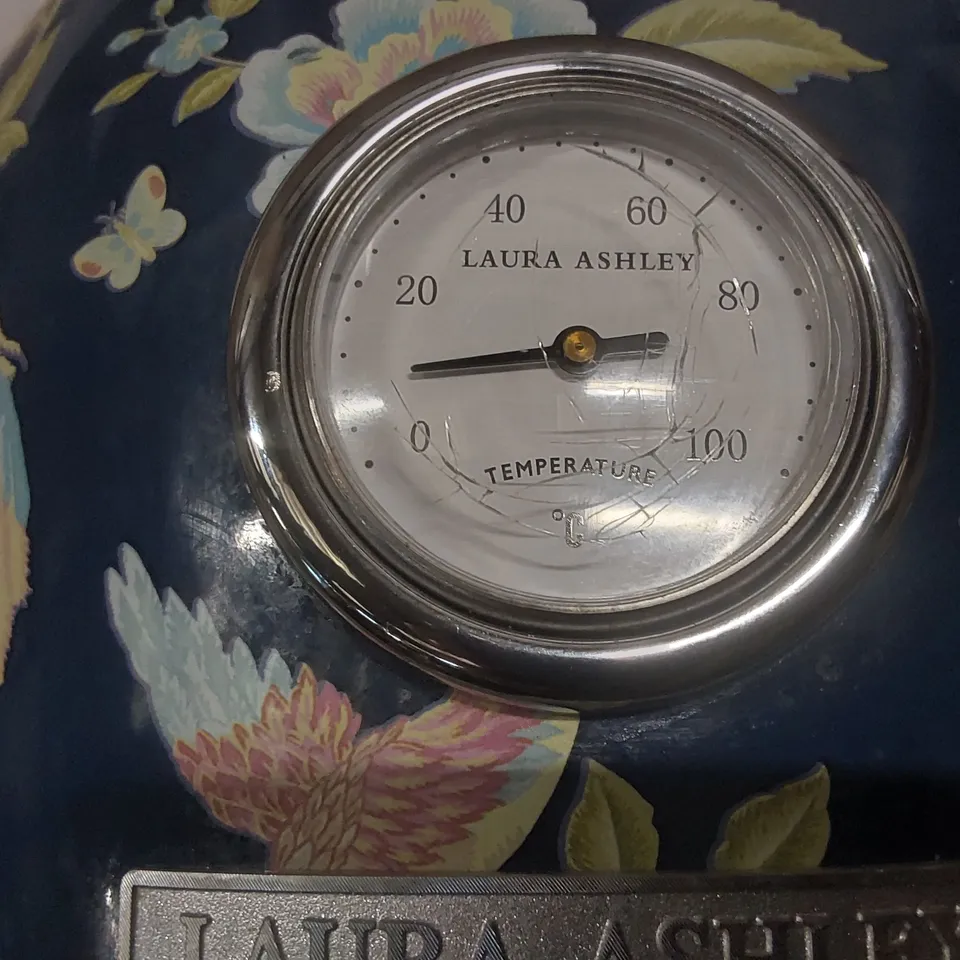 40 60
LAURA ASHLEY
20 80
0 100
TEMPERATURE
°C
LAURA ASHLEY